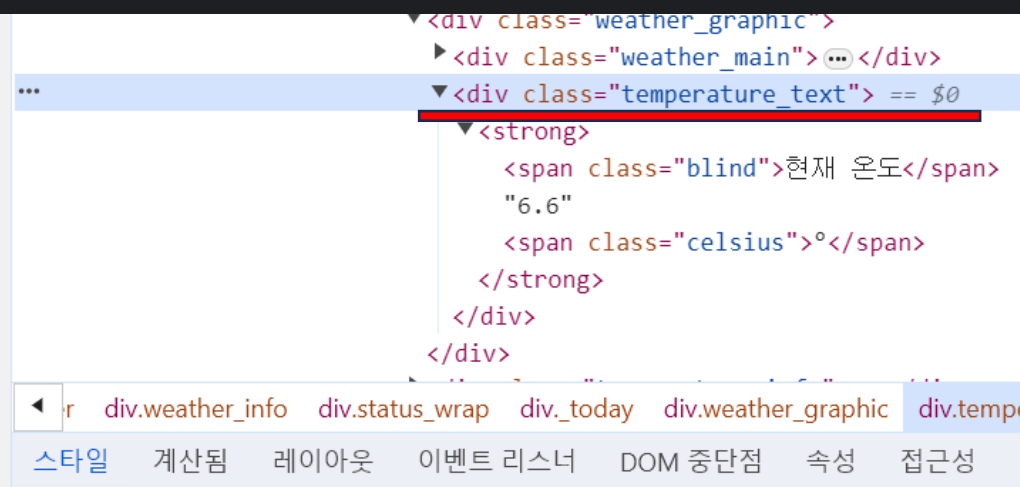 <div class="weather_graphic">
<div class="weather_main">…</div>
<div class="temperature_text"> == $0
<strong>
<span class="blind">현재 온도</span>
"6.6"
<span class="celsius">°</span>
</strong>
</div>
</div>
r div.weather_info div.status_wrap div._today div.weather_graphic div.tempe
스타일 계산됨 레이아웃 이벤트 리스너 DOM 중단점 속성 접근성